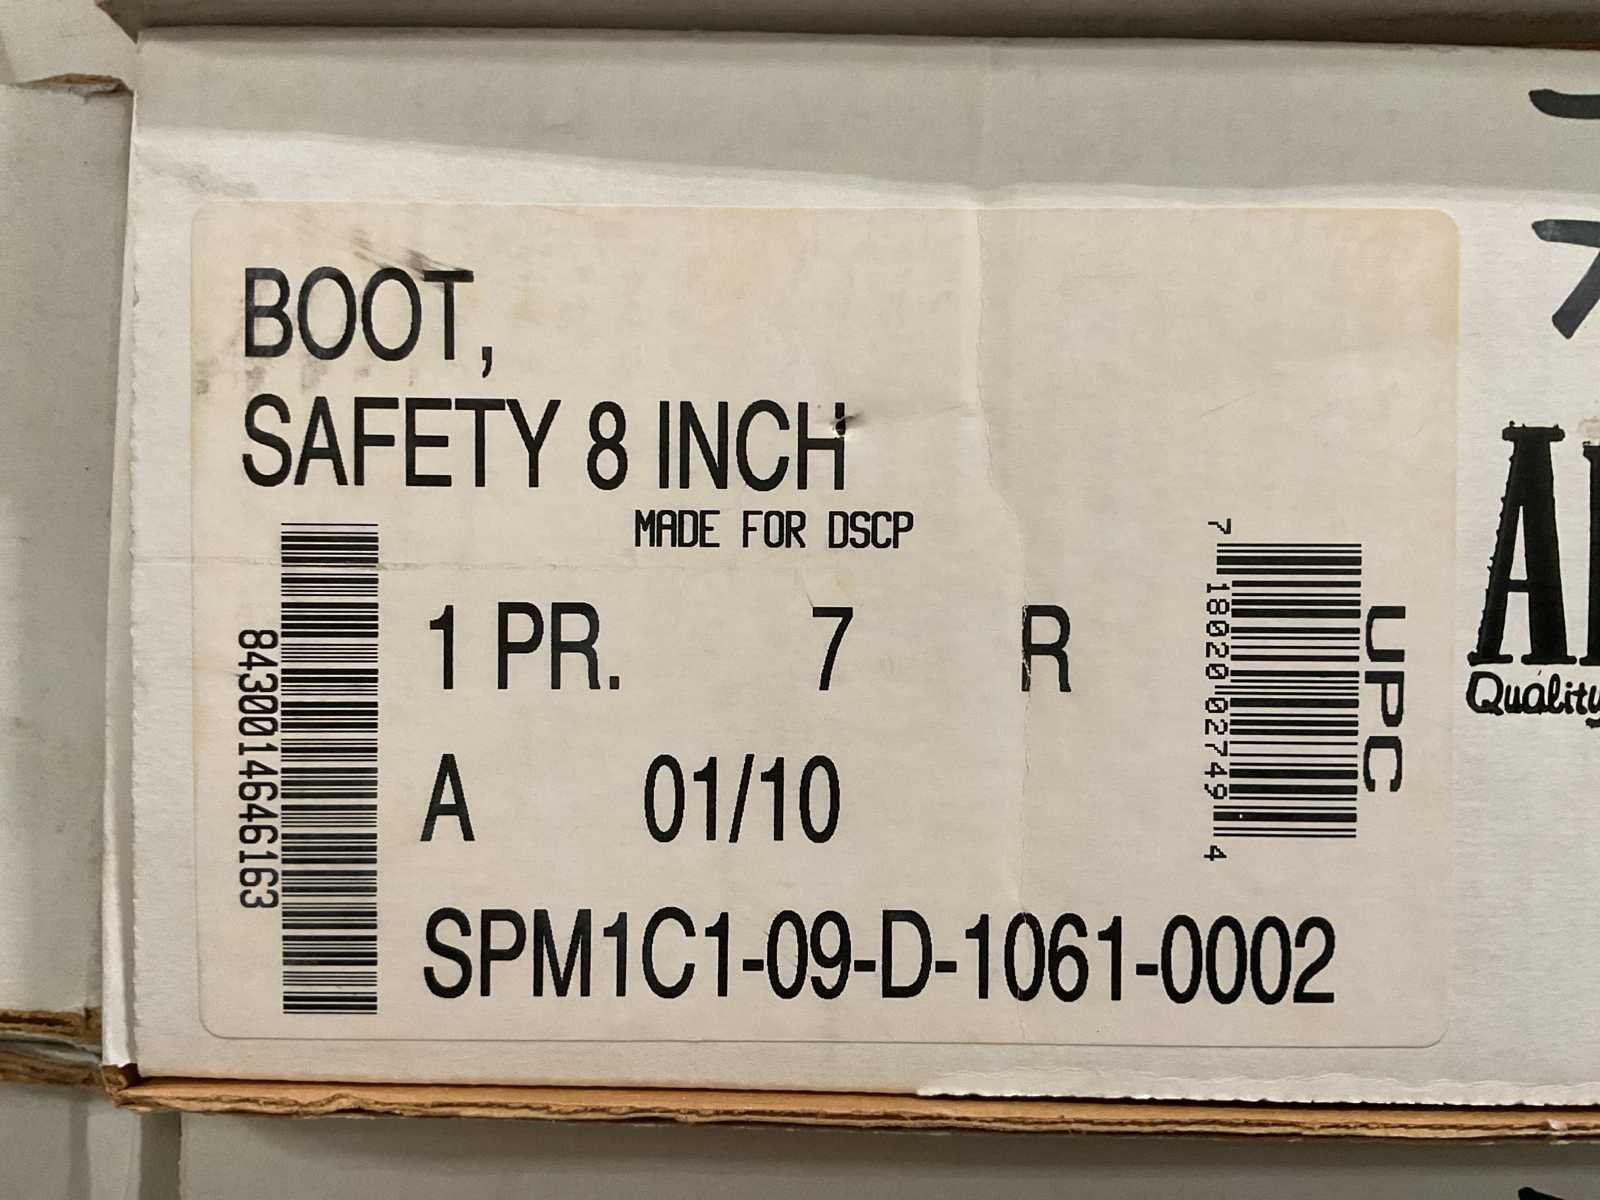 BOOT,
SAFETY 8 INCH
MADE FOR DSCP
8430014646163
1 PR. 7 R
7 18020 02749 4
UPC
A 01/10
SPM1C1-09-D-1061-0002
Quality